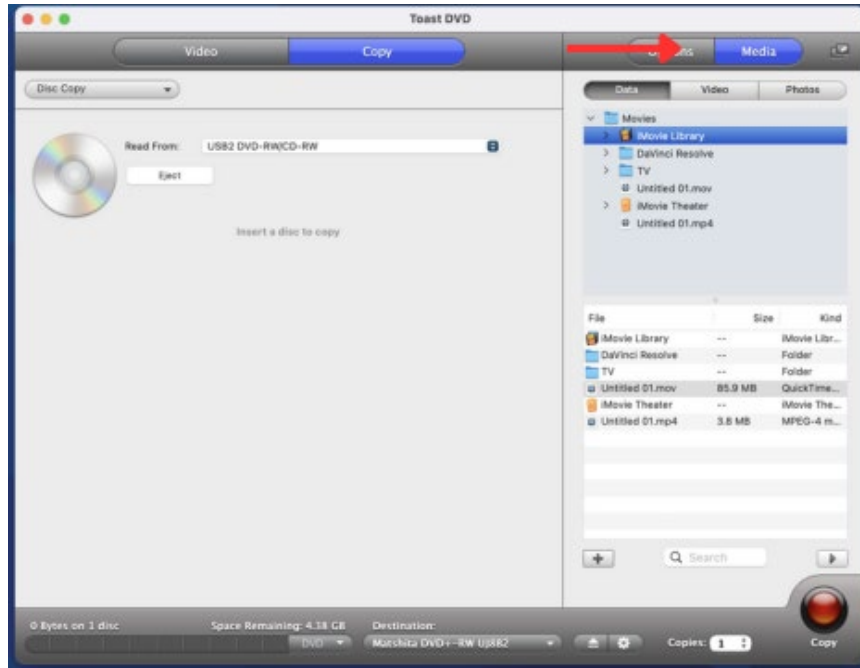 Toast DVD
Video
Copy
Media
Disc Copy
Data
Video
Photos
Movies
iMovie Library
DaVinci Resolve
TV
Untitled 01.mov
iMovie Theater
Untitled 01.mp4
Read From:
USB2 DVD-RW/CD-RW
Eject
Insert a disc to copy
File
Size
Kind
iMovie Library
--
iMovie Libr...
DaVinci Resolve
--
Folder
TV
--
Folder
Untitled 01.mov
85.9 MB
QuickTime...
iMovie Theater
--
iMovie The...
Untitled 01.mp4
3.8 MB
MPEG-4 m...
Search
0 Bytes on 1 disc
Space Remaining: 4.38 GB
DVD
Destination:
Matshita DVD+-RW UJ8B2
Copies:
1
Copy